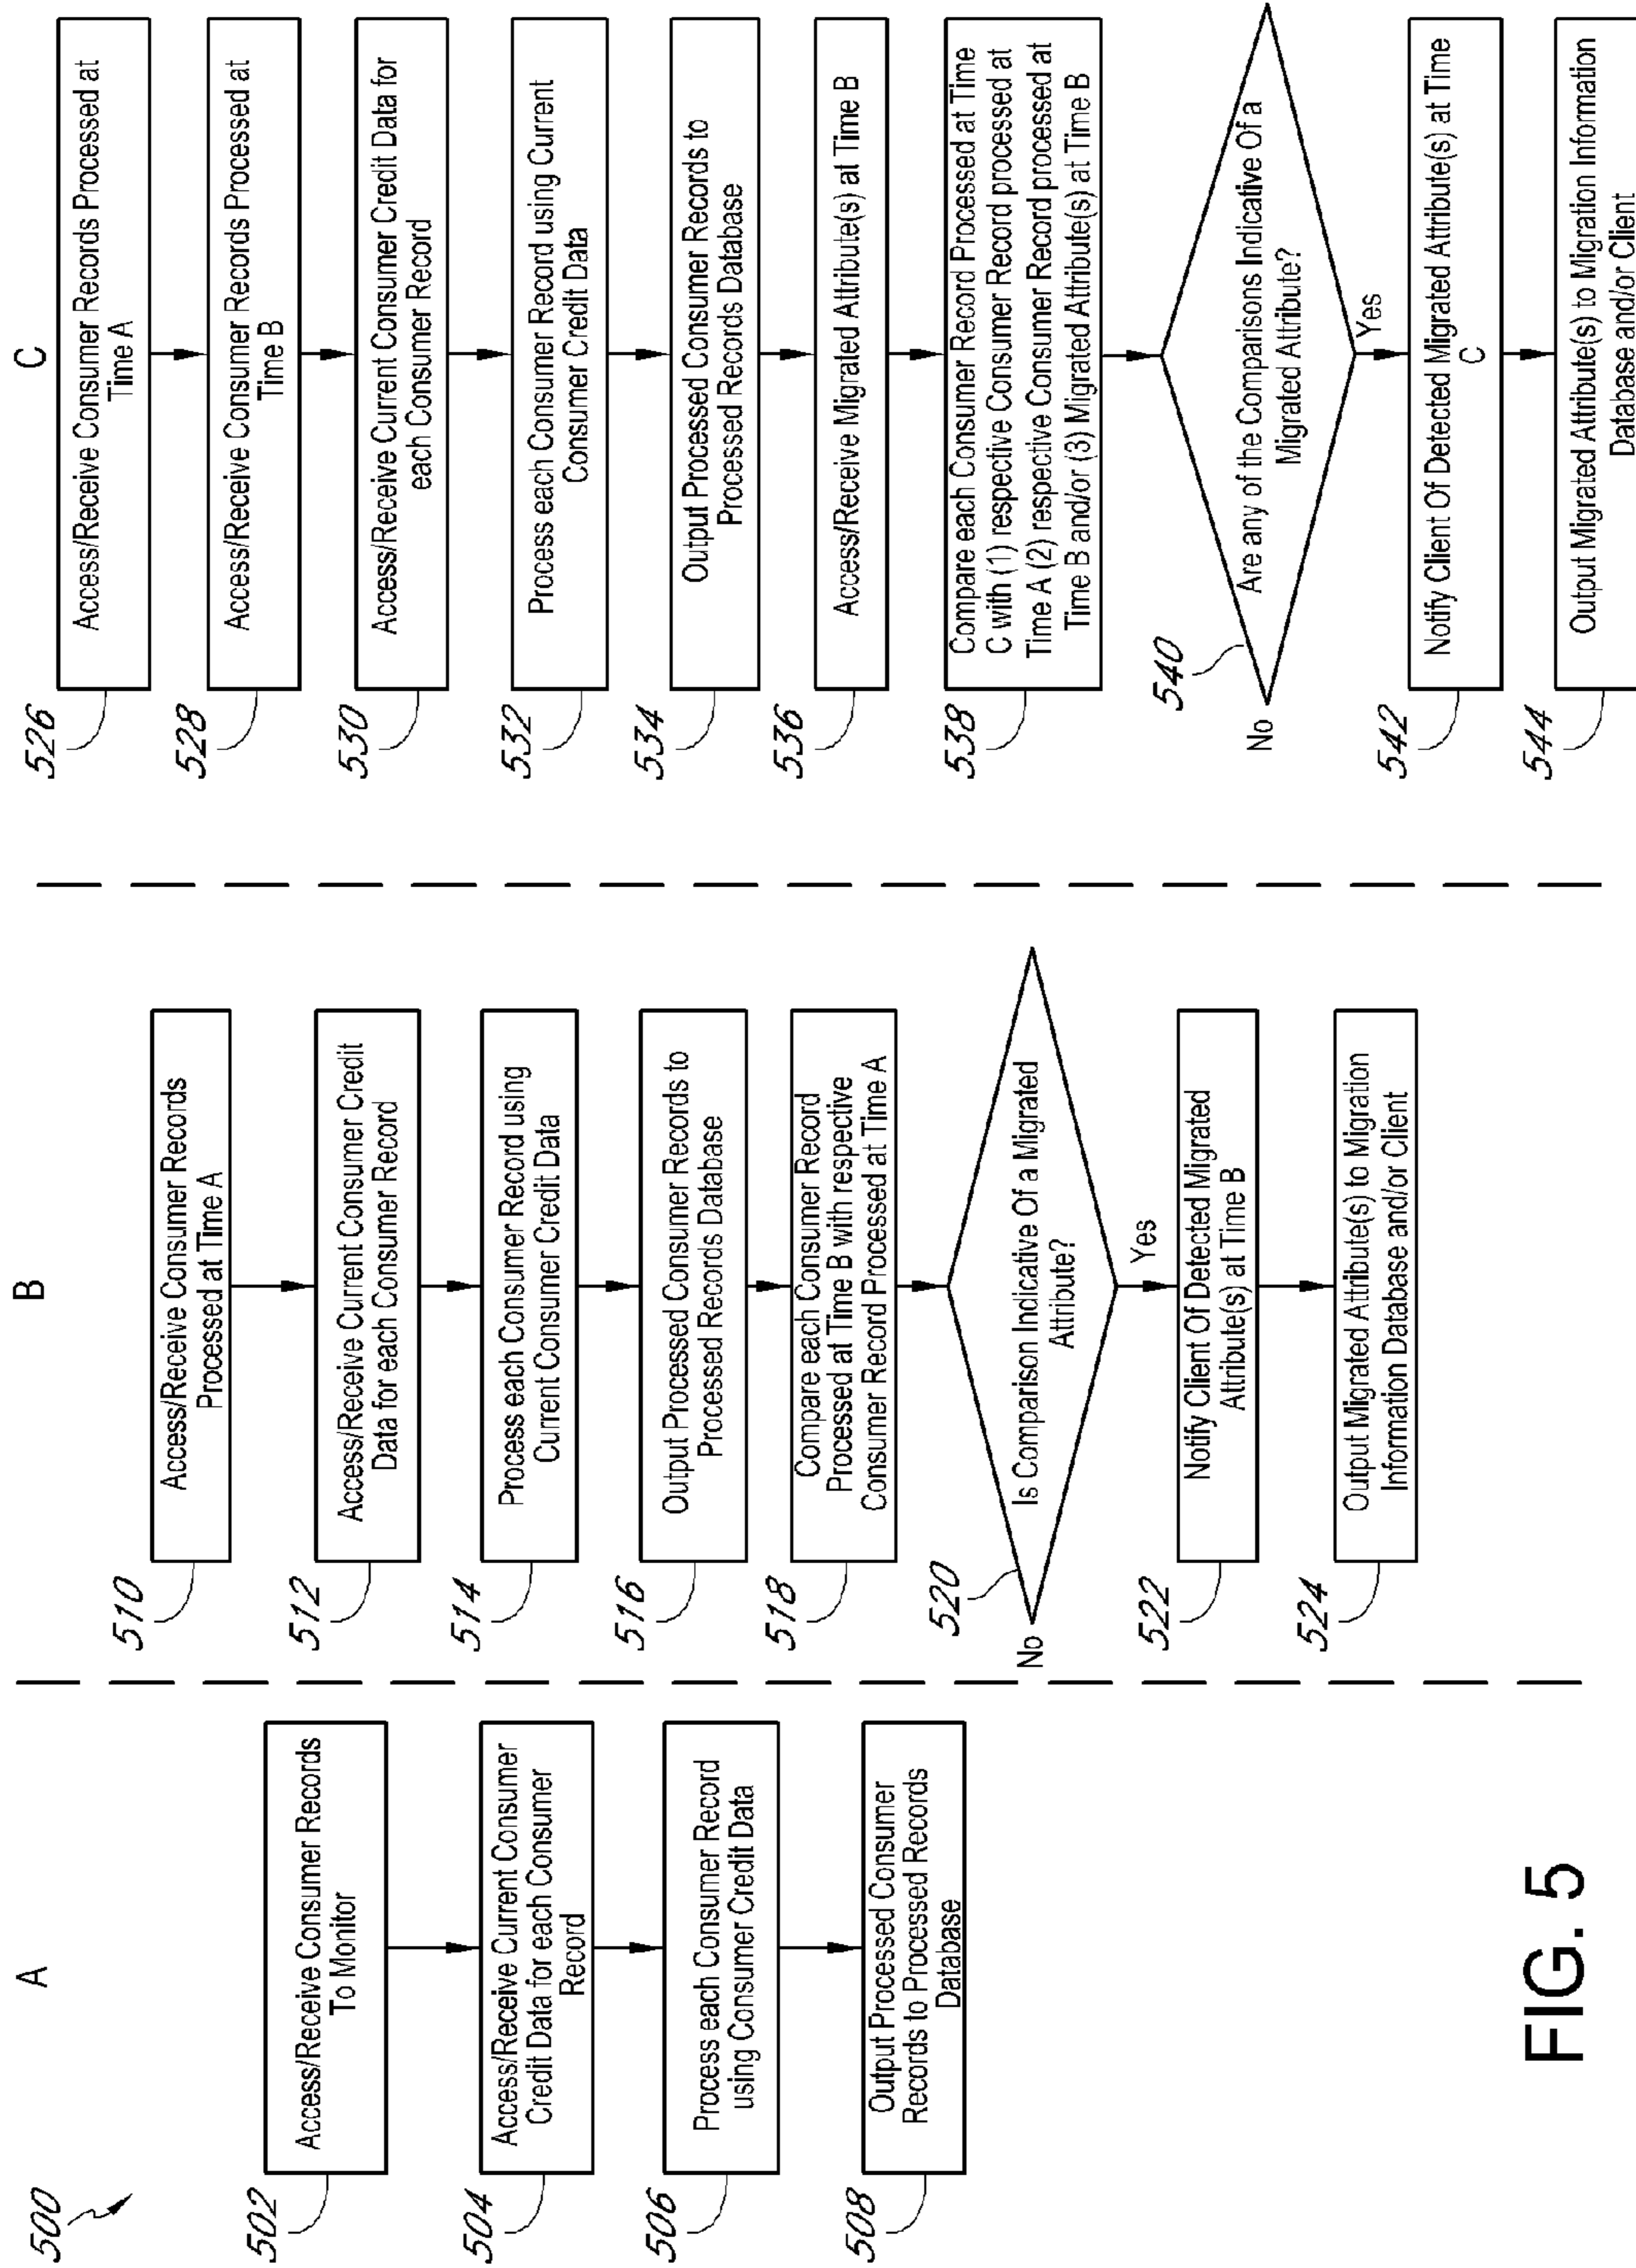 500
A
502
Access/Receive Consumer Records
To Monitor
504
Access/Receive Current Consumer
Credit Data for each Consumer
Record
506
Process each Consumer Record
using Consumer Credit Data
508
Output Processed Consumer
Records to Processed Records
Database
B
510
Access/Receive Consumer Records
Processed at Time A
512
Access/Receive Current Consumer Credit
Data for each Consumer Record
514
Process each Consumer Record using
Current Consumer Credit Data
516
Output Processed Consumer Records to
Processed Records Database
518
Compare each Consumer Record
Processed at Time B with respective
Consumer Record Processed at Time A
520
Is Comparison Indicative Of a Migrated
Attribute?
No
Yes
522
Notify Client Of Detected Migrated
Attribute(s) at Time B
524
Output Migrated Attribute(s) to Migration
Information Database and/or Client
C
526
Access/Receive Consumer Records Processed at
Time A
528
Access/Receive Consumer Records Processed at
Time B
530
Access/Receive Current Consumer Credit Data for
each Consumer Record
532
Process each Consumer Record using Current
Consumer Credit Data
534
Output Processed Consumer Records to
Processed Records Database
536
Access/Receive Migrated Attribute(s) at Time B
538
Compare each Consumer Record Processed at Time
C with (1) respective Consumer Record processed at
Time A (2) respective Consumer Record processed at
Time B and/or (3) Migrated Attribute(s) at Time B
540
Are any of the Comparisons Indicative Of a
Migrated Attribute?
No
Yes
542
Notify Client Of Detected Migrated Attribute(s) at Time
C
544
Output Migrated Attribute(s) to Migration Information
Database and/or Client
FIG. 5